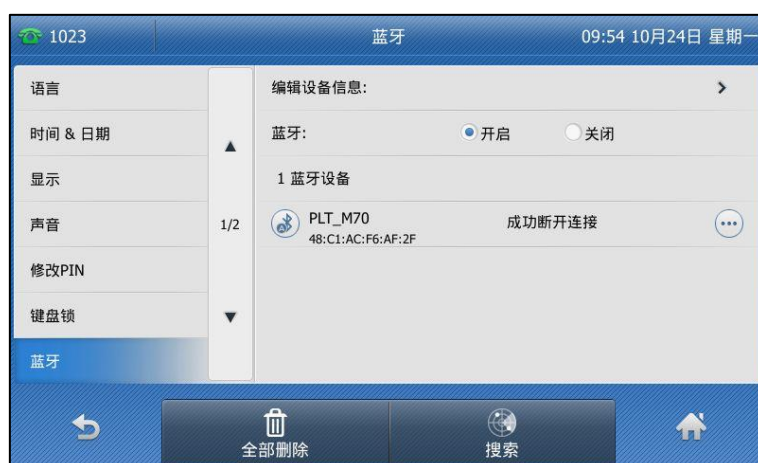 1023
蓝牙
09:54 10月24日 星期一
语言
时间 & 日期
显示
声音
修改PIN
键盘锁
蓝牙
1/2
编辑设备信息:
蓝牙:
开启
关闭
1 蓝牙设备
PLT_M70
成功断开连接
48:C1:AC:F6:AF:2F
全部删除
搜索